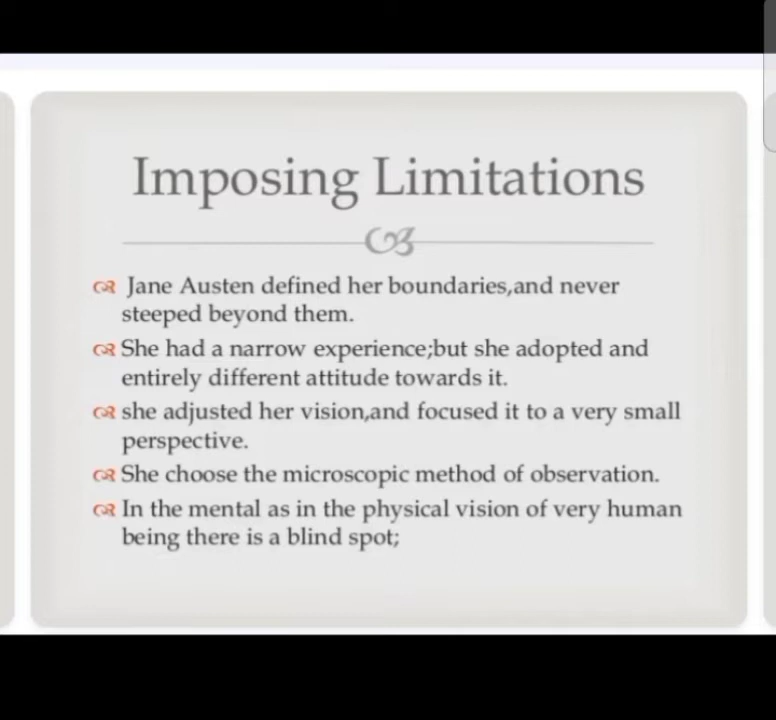 Imposing Limitations
Jane Austen defined her boundaries,and never
steeped beyond them.
She had a narrow experience;but she adopted and
entirely different attitude towards it.
she adjusted her vision,and focused it to a very small
perspective.
She choose the microscopic method of observation.
In the mental as in the physical vision of very human
being there is a blind spot;